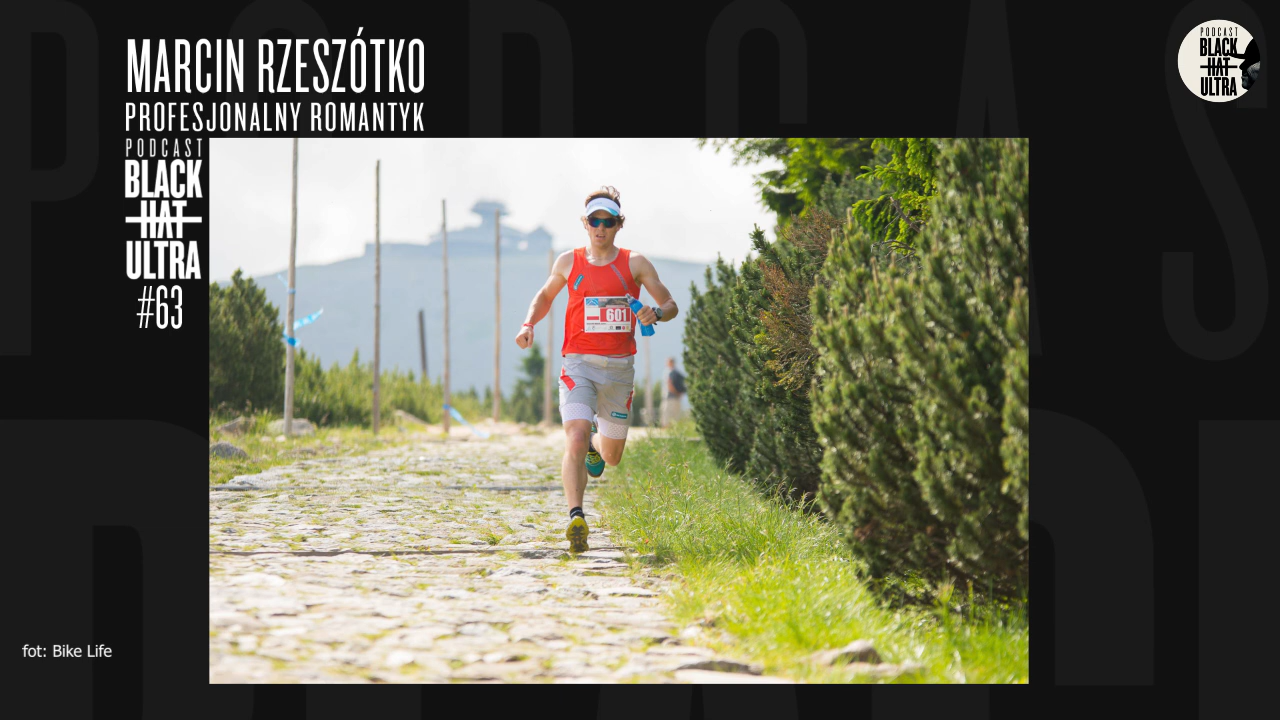 MARCIN RZESZÓTKO
PROFESJONALNY ROMANTYK
PODCAST
BLACK
HAT
ULTRA
#63
PODCAST
BLACK
HAT
ULTRA
601
fot: Bike Life